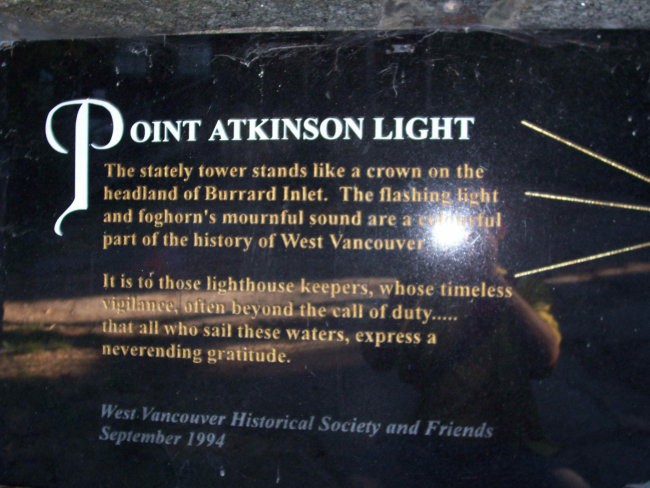 POINT ATKINSON LIGHT
The stately tower stands like a crown on the
headland of Burrard Inlet. The flashing light
and foghorn's mournful sound are a colourful
part of the history of West Vancouver
It is to those lighthouse keepers, whose timeless
vigilance, often beyond the call of duty.....
that all who sail these waters, express a
neverending gratitude.
West Vancouver Historical Society and Friends
September 1994